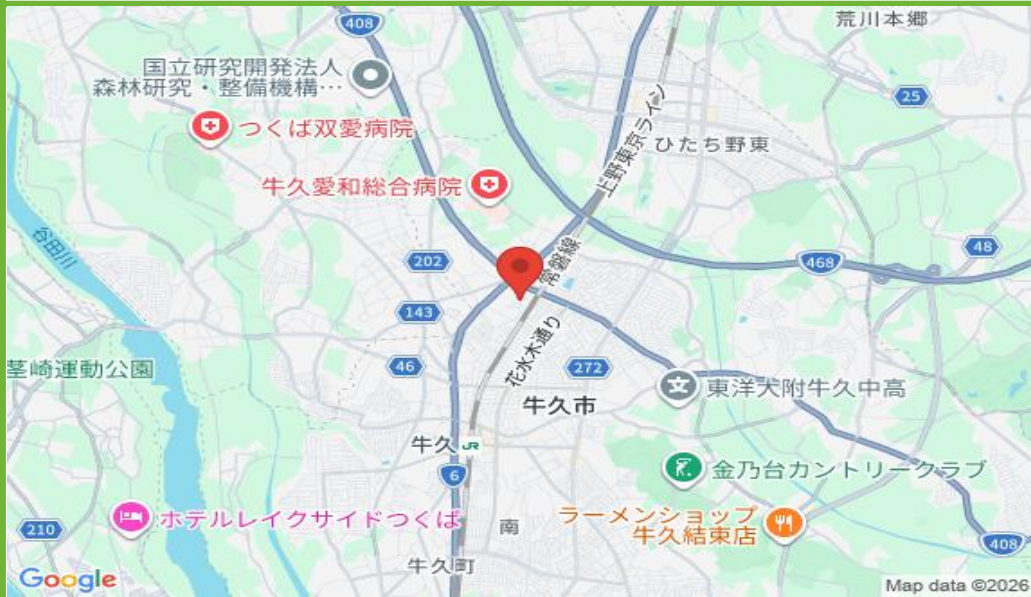 408
荒川本郷
国立研究開発法人
森林研究・整備機構…
25
つくば双愛病院
上野東京ライン
ひたち野東
牛久愛和総合病院
谷田川
202
常磐線
468
48
143
花水木通り
茎崎運動公園
46
272
東洋大附牛久中高
牛久市
牛久
JR
6
金乃台カントリークラブ
210
ホテルレイクサイドつくば
南
ラーメンショップ
牛久結束店
408
牛久町
Google
Map data ©2026